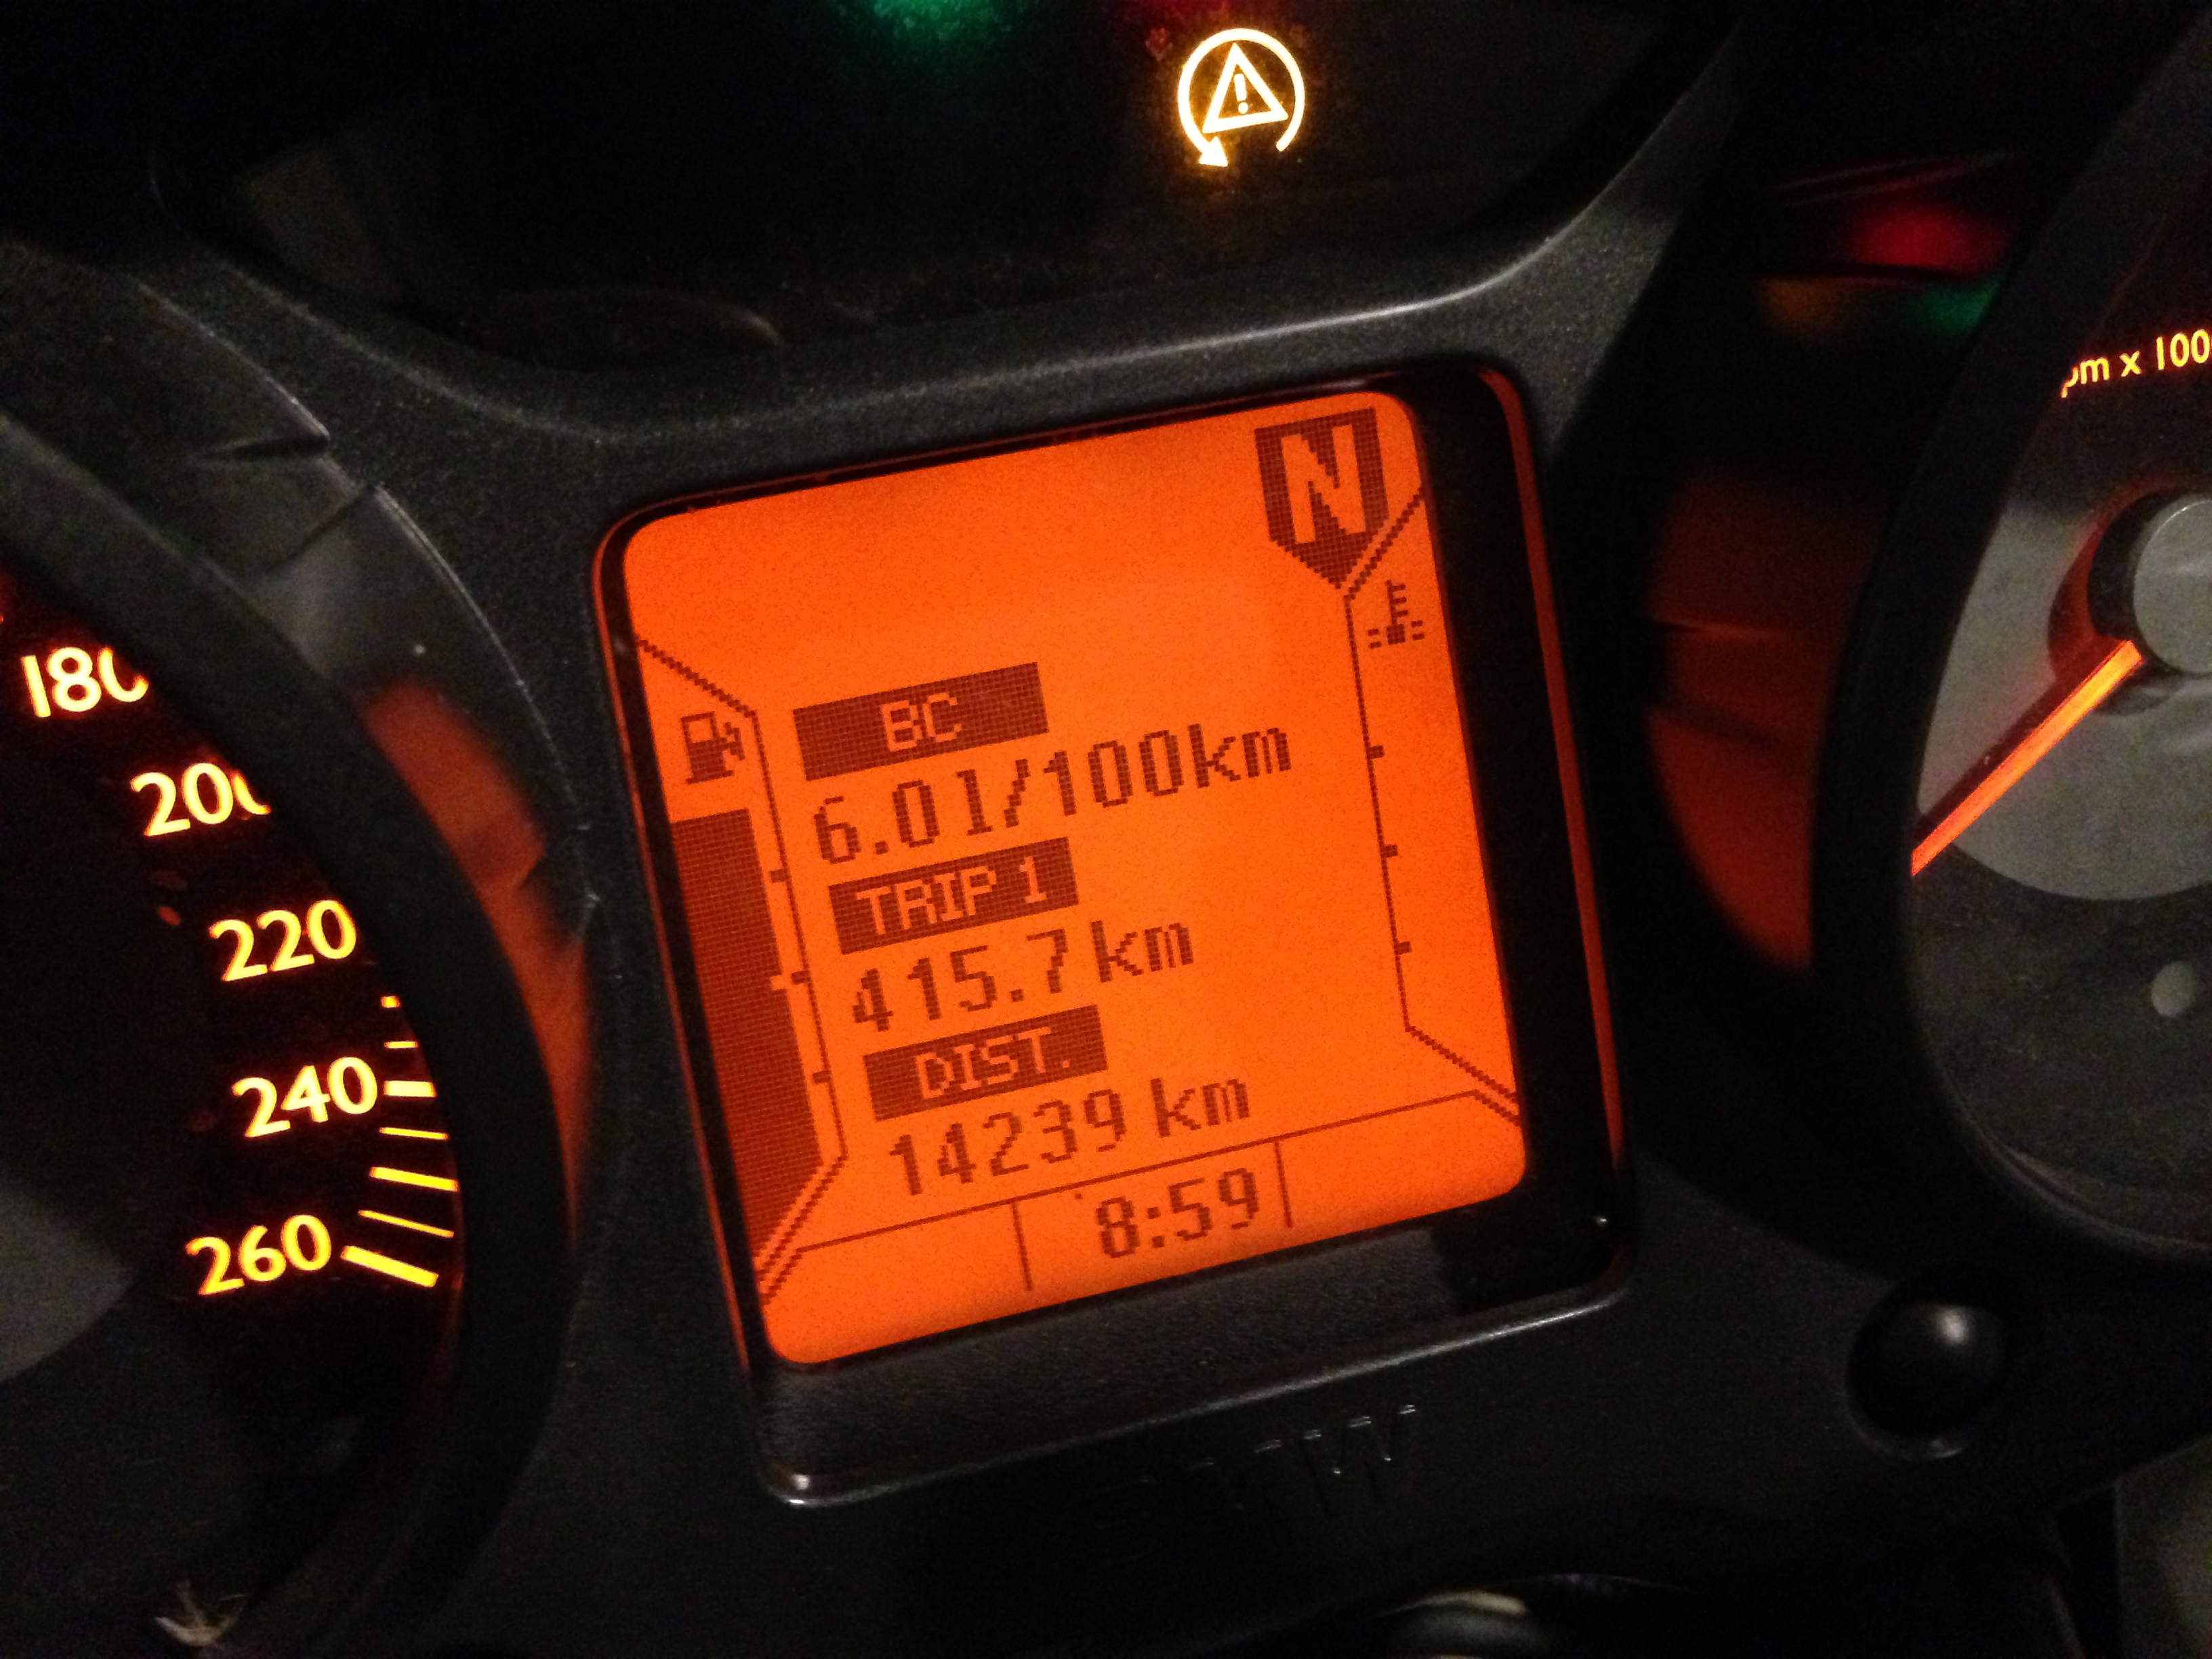 N
BC
6.0l/100km
TRIP 1
415.7 km
DIST.
14239 km
8:59
180
200
220
240
260
pm x 100